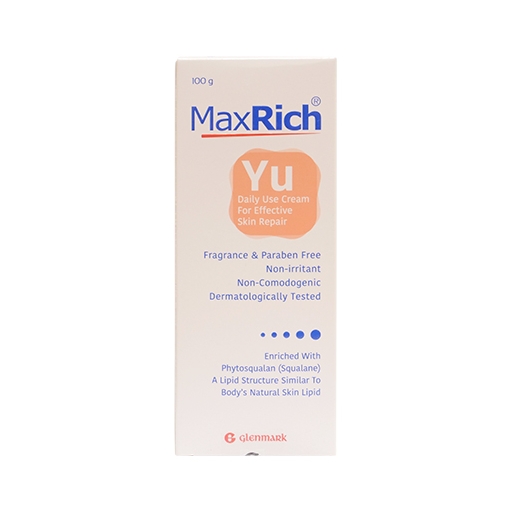 100 g
MaxRich®
Yu
Daily Use Cream
For Effective
Skin Repair
Fragrance & Paraben Free
Non-irritant
Non-Comodogenic
Dermatologically Tested
Enriched With
Phytosqualan (Squalane)
A Lipid Structure Similar To
Body's Natural Skin Lipid
G glenmark